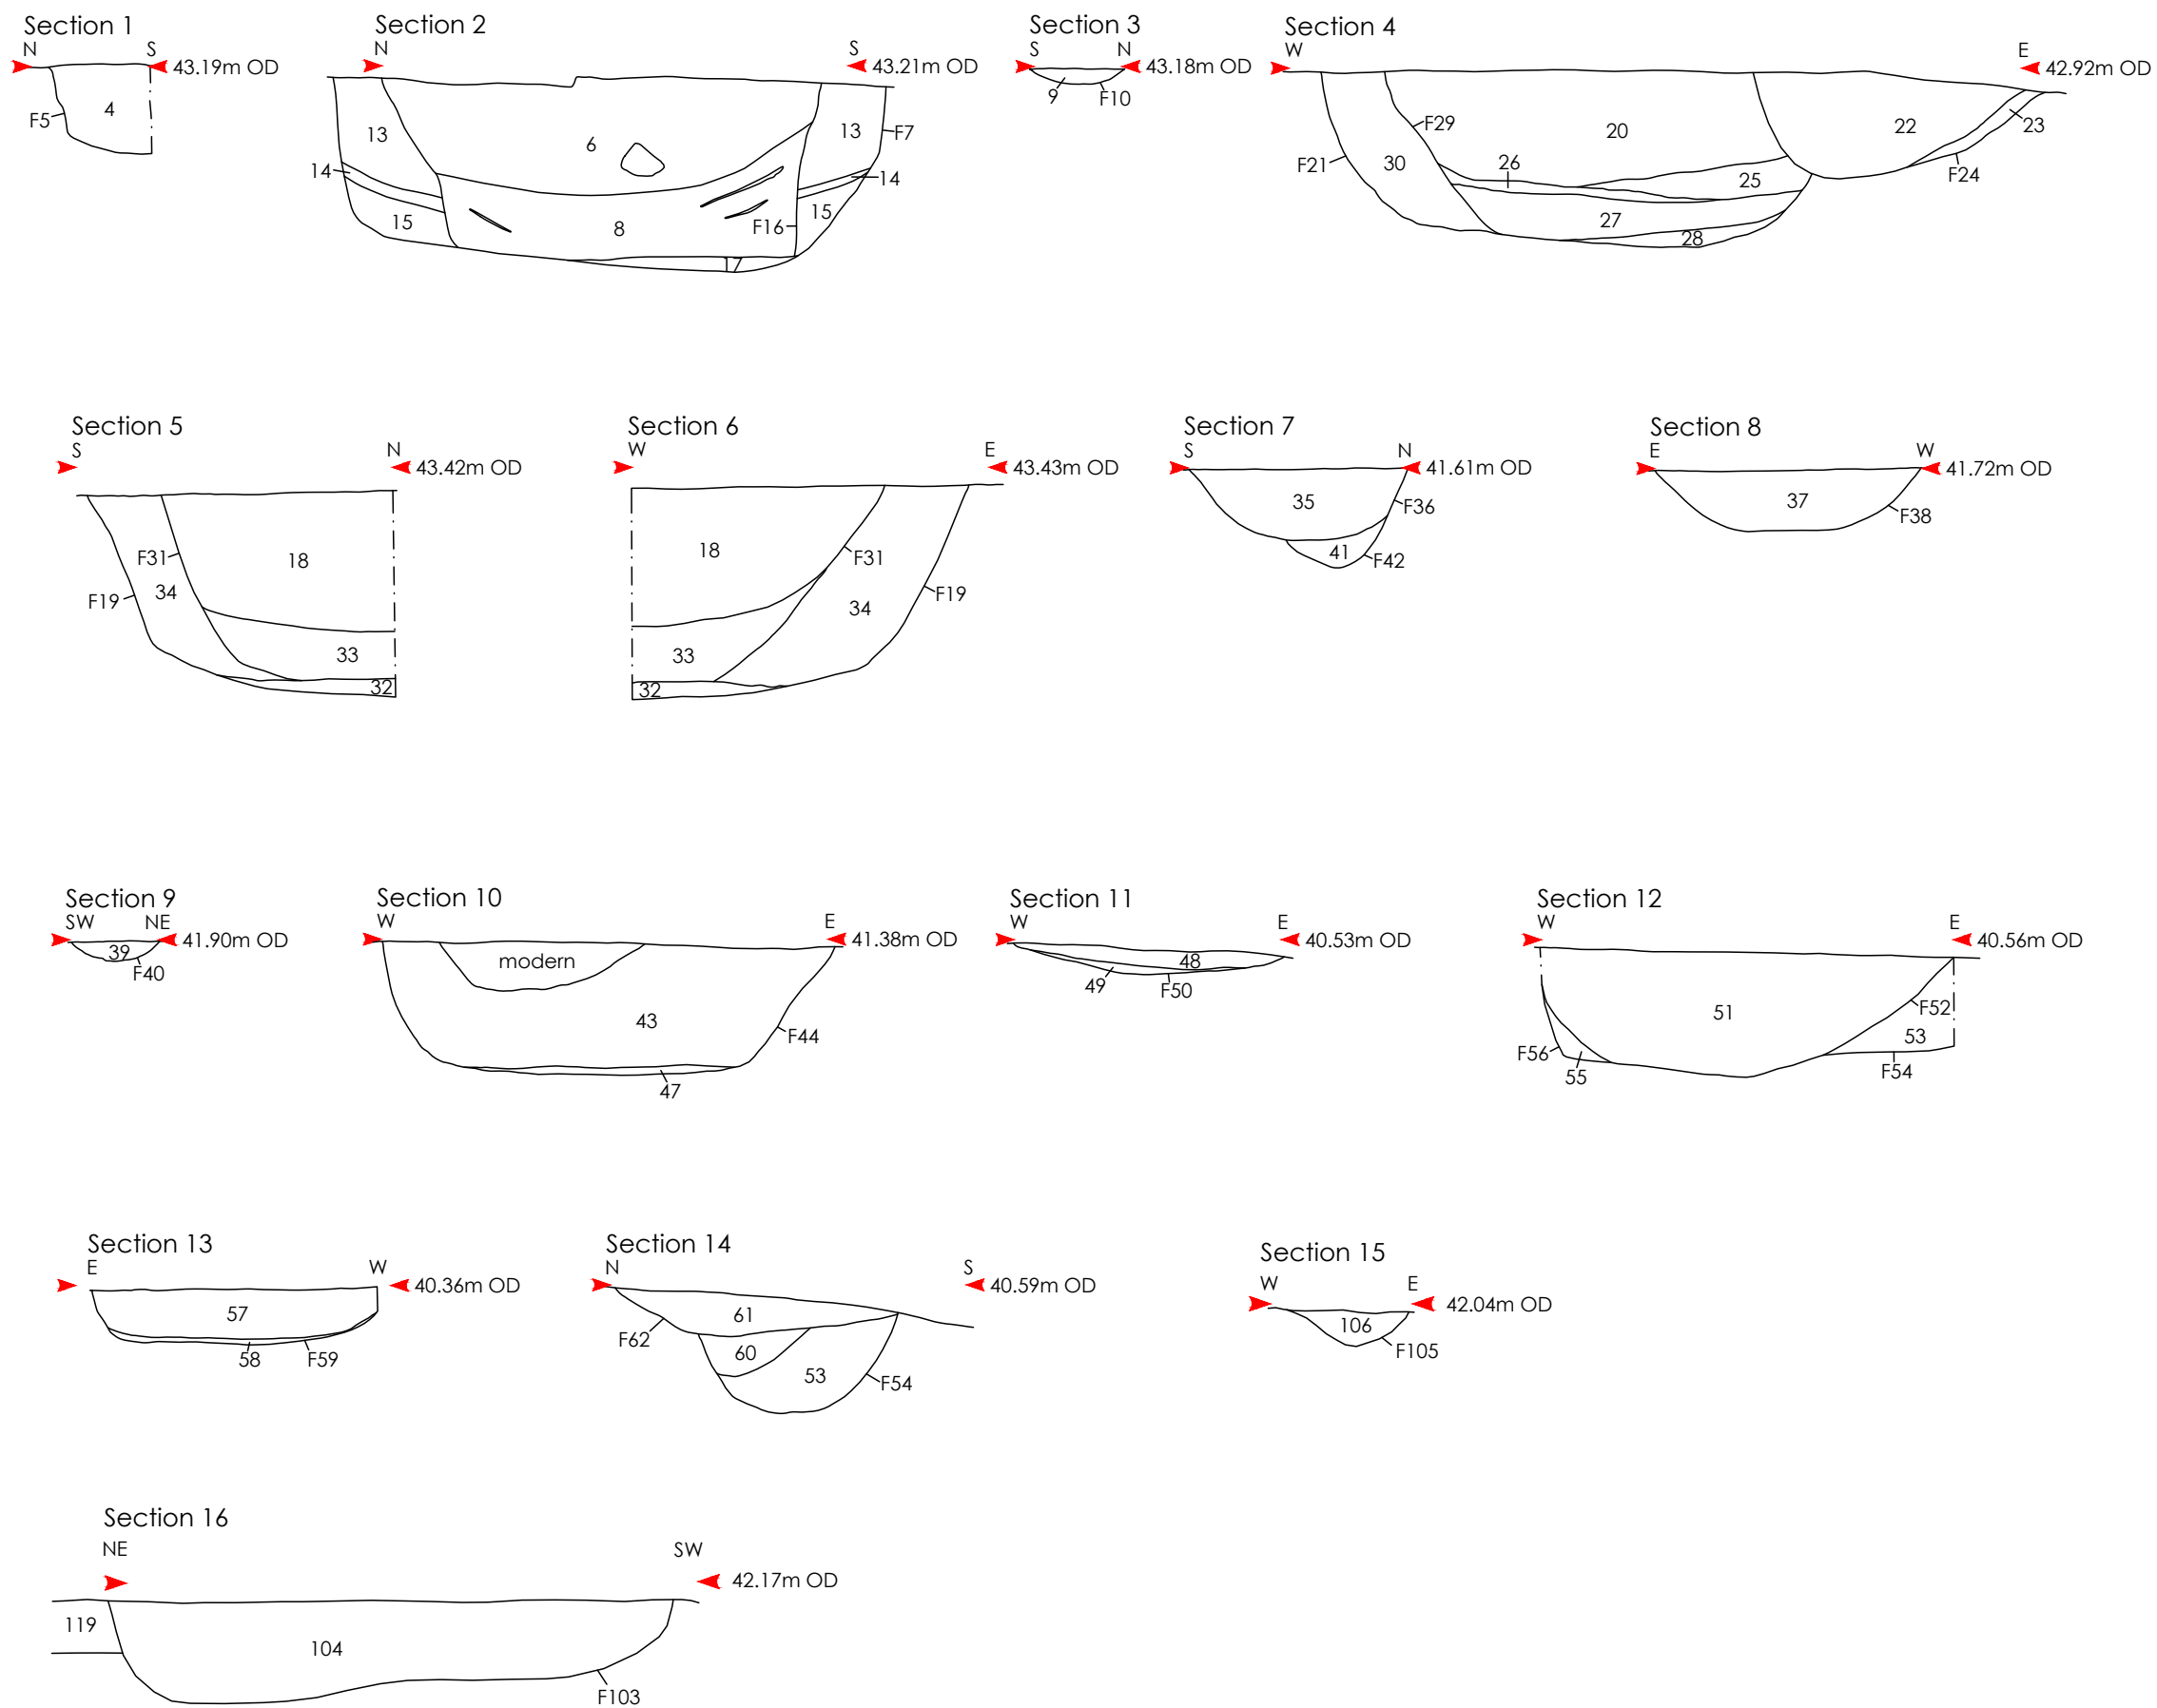 Section 1
N
S
43.19m OD
F5
4
Section 2
N
S
43.21m OD
13
6
13
F7
14
14
15
8
F16
15
17
Section 3
S
N
43.18m OD
9
F10
Section 4
W
E
42.92m OD
F29
20
22
23
F21
30
26
25
F24
27
28
Section 5
S
N
43.42m OD
F31
18
F19
34
33
32
Section 6
W
E
43.43m OD
18
F31
F19
34
33
32
Section 7
S
N
41.61m OD
35
F36
41
F42
Section 8
E
W
41.72m OD
37
F38
Section 9
SW
NE
41.90m OD
39
F40
Section 10
W
E
41.38m OD
modern
43
F44
47
Section 11
W
E
40.53m OD
48
49
F50
Section 12
W
E
40.56m OD
51
F52
53
F56
55
F54
Section 13
E
W
40.36m OD
57
58
F59
Section 14
N
S
40.59m OD
61
F62
60
53
F54
Section 15
W
E
42.04m OD
106
F105
Section 16
NE
SW
42.17m OD
119
104
F103